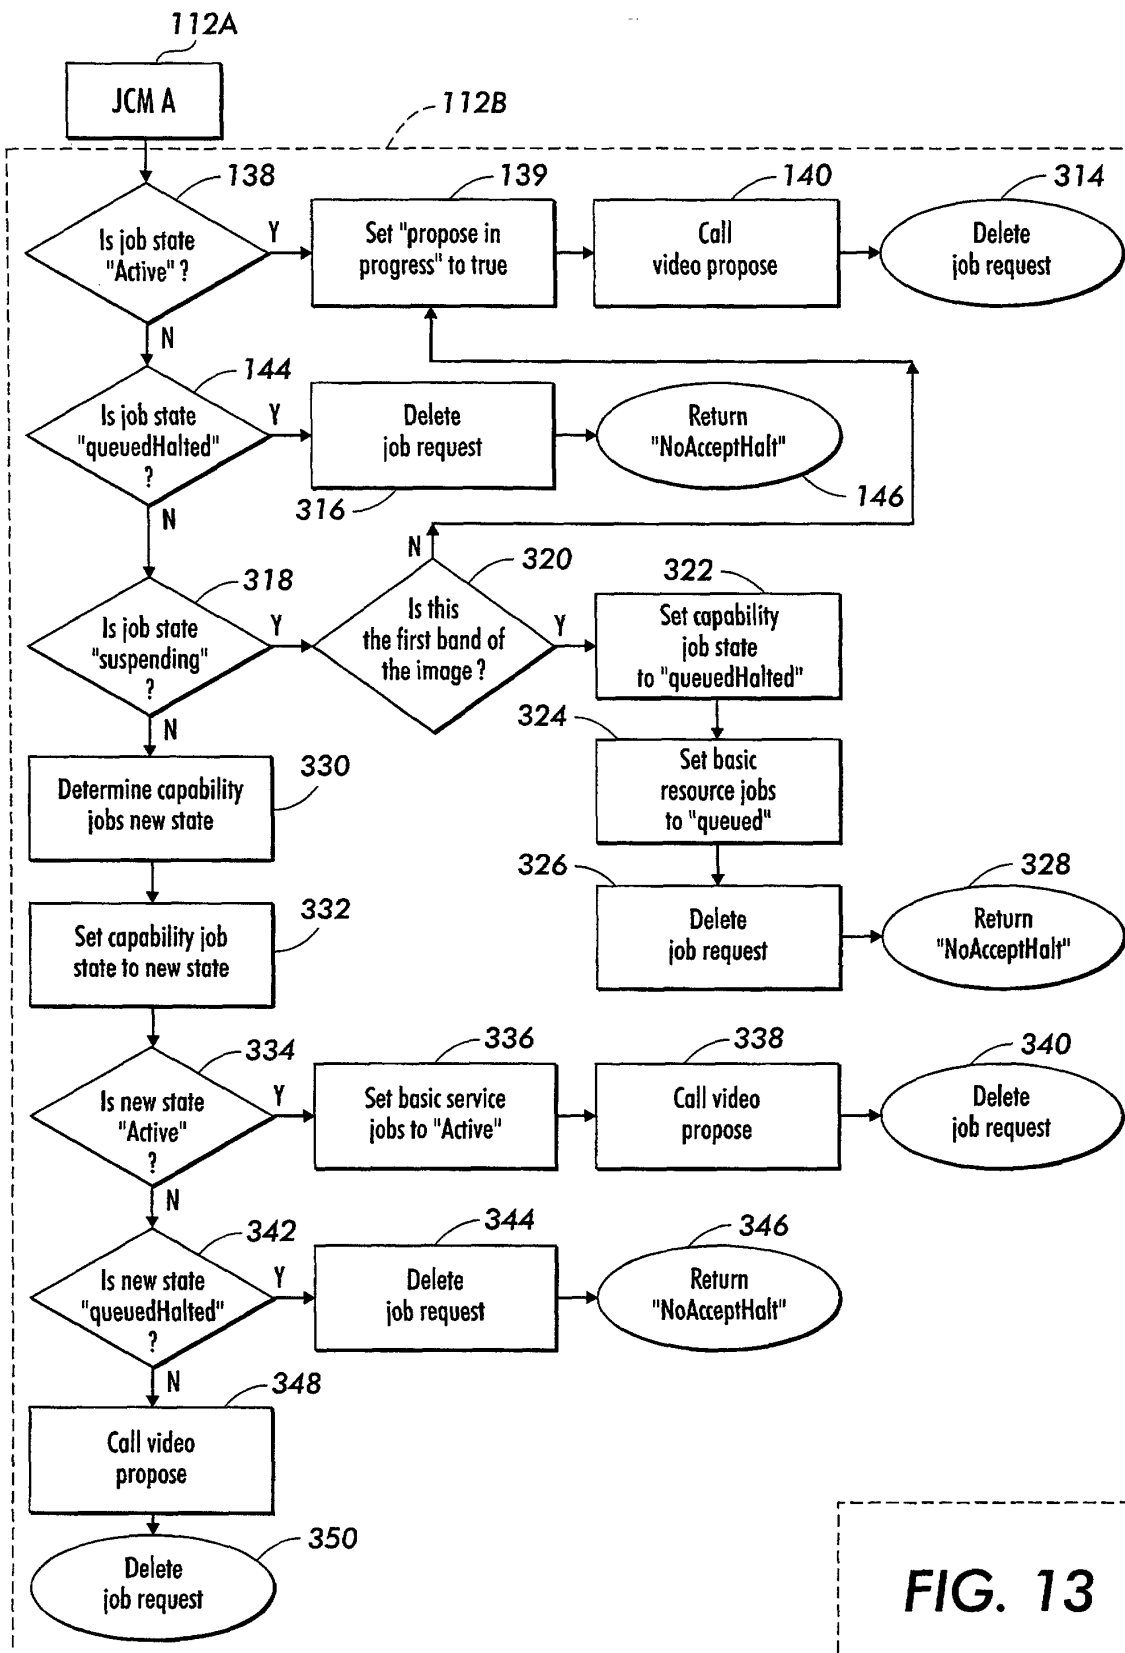 112A
JCM A
112B
138
139
140
314
Is job state
"Active" ?
Y
Set "propose in
progress" to true
Call
video propose
Delete
job request
N
144
Is job state
"queuedHalted"
?
Y
Delete
job request
Return
"NoAcceptHalt"
316
146
N
318
Is job state
"suspending"
?
Y
N
320
Is this
the first band of
the image ?
Y
322
Set capability
job state
to "queuedHalted"
324
Set basic
resource jobs
to "queued"
326
Delete
job request
328
Return
"NoAcceptHalt"
N
330
Determine capability
jobs new state
332
Set capability job
state to new state
334
Is new state
"Active"
?
Y
336
Set basic service
jobs to "Active"
338
Call video
propose
340
Delete
job request
N
342
Is new state
"queuedHalted"
?
Y
344
Delete
job request
346
Return
"NoAcceptHalt"
N
348
Call video
propose
350
Delete
job request
FIG. 13